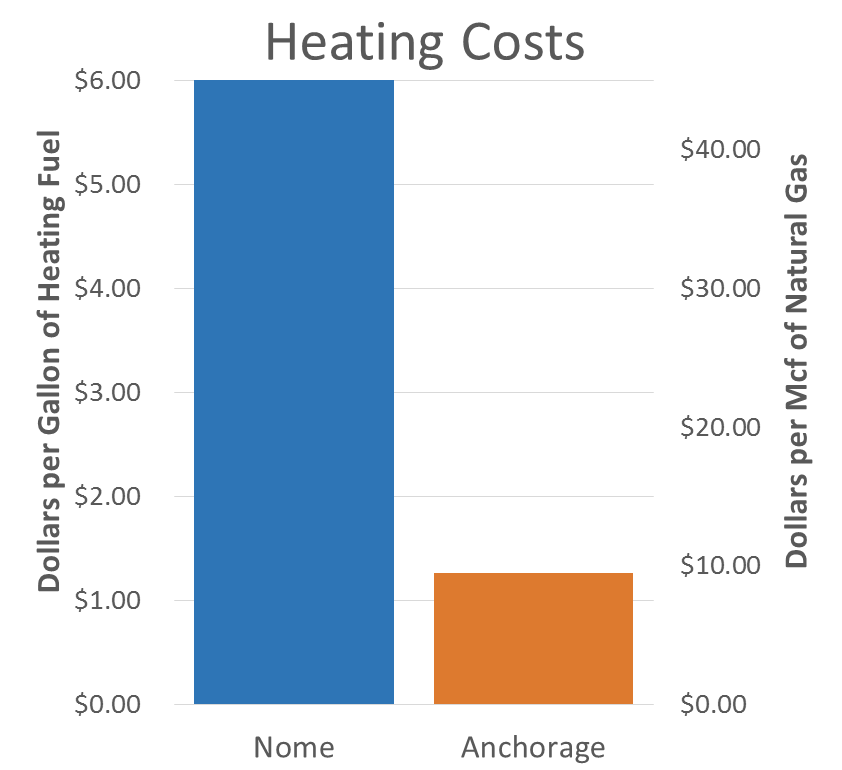 Heating Costs
Dollars per Gallon of Heating Fuel
$6.00
$5.00
$4.00
$3.00
$2.00
$1.00
$0.00
$40.00
$30.00
$20.00
$10.00
$0.00
Dollars per Mcf of Natural Gas
Nome
Anchorage